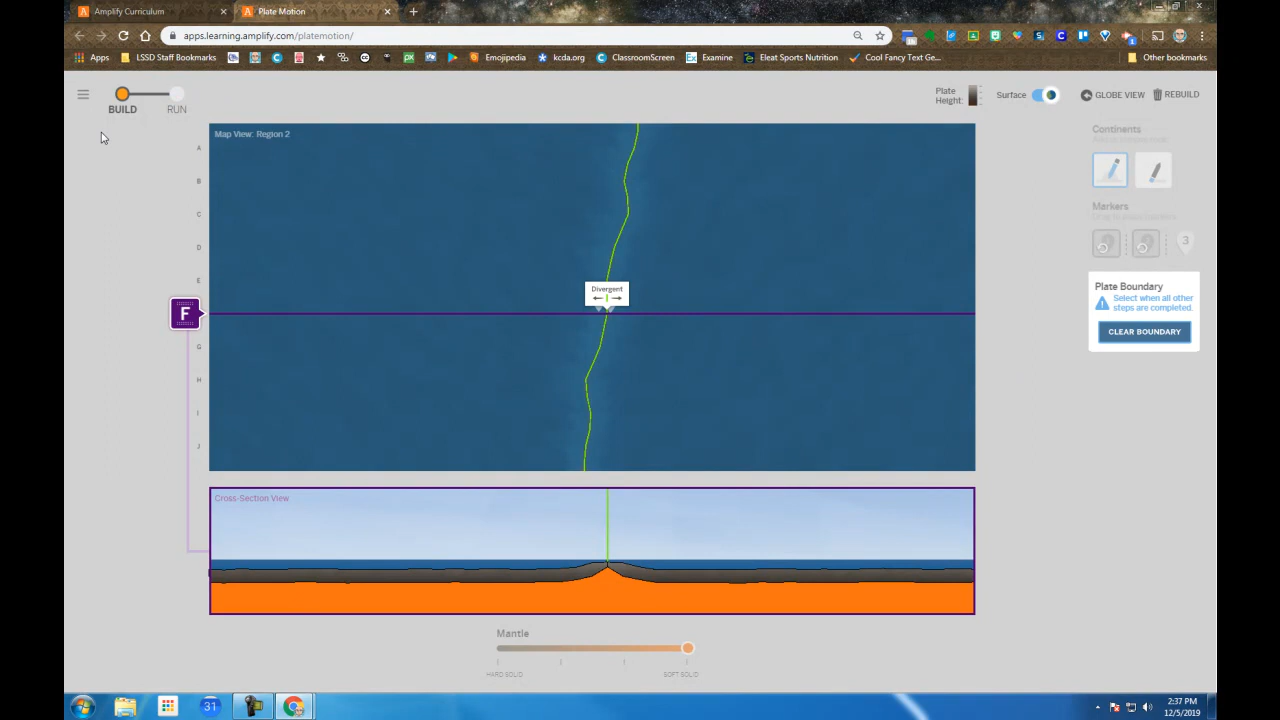 Amplify Curriculum
Plate Motion
apps.learning.amplify.com/platemotion/
Apps
LSSD Staff Bookmarks
Emojipedia
kcda.org
ClassroomScreen
Examine
Eleat Sports Nutrition
Cool Fancy Text Ge...
Other bookmarks
BUILD
RUN
Plate
Height:
Surface
GLOBE VIEW
REBUILD
Map View: Region 2
A
B
C
D
E
F
G
H
I
J
Divergent
Continents
Markers
3
Plate Boundary
Select when all other
steps are completed.
CLEAR BOUNDARY
Cross-Section View
Mantle
HARD SOLID
SOFT SOLID
31
2:37 PM
12/5/2019